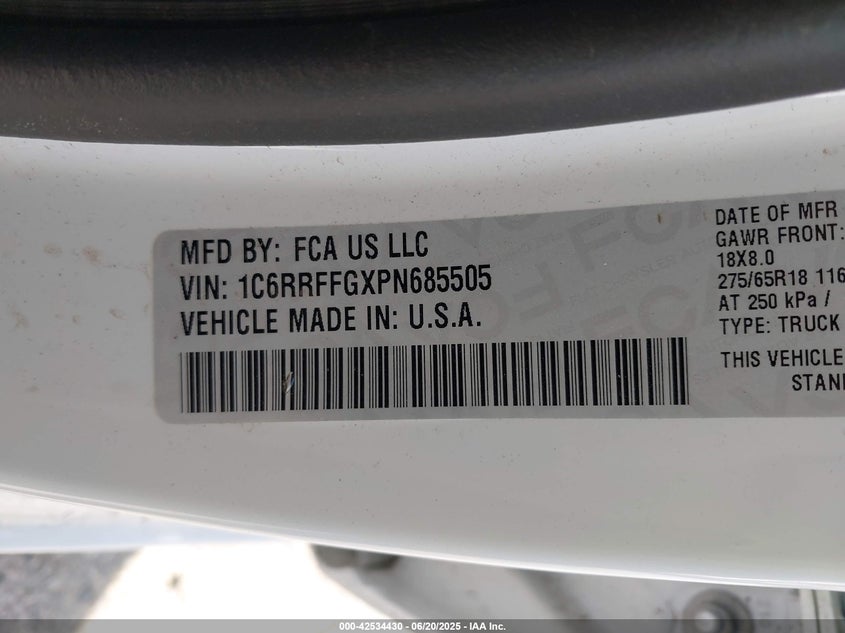 MFD BY: FCA US LLC
VIN: 1C6RRFFGXPN685505
VEHICLE MADE IN: U.S.A.
DATE OF MFR
GAWR FRONT:
18X8.0
275/65R18 116
AT 250 kPa /
TYPE: TRUCK
THIS VEHICLE
000-42534430 - 06/20/2025 - IAA Inc.